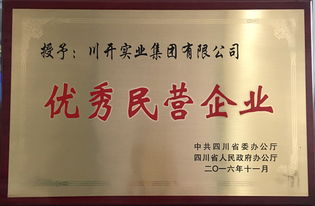 授予：川开实业集团有限公司
优秀民营企业
中共四川省委办公厅
四川省人民政府办公厅
二〇一六年十一月